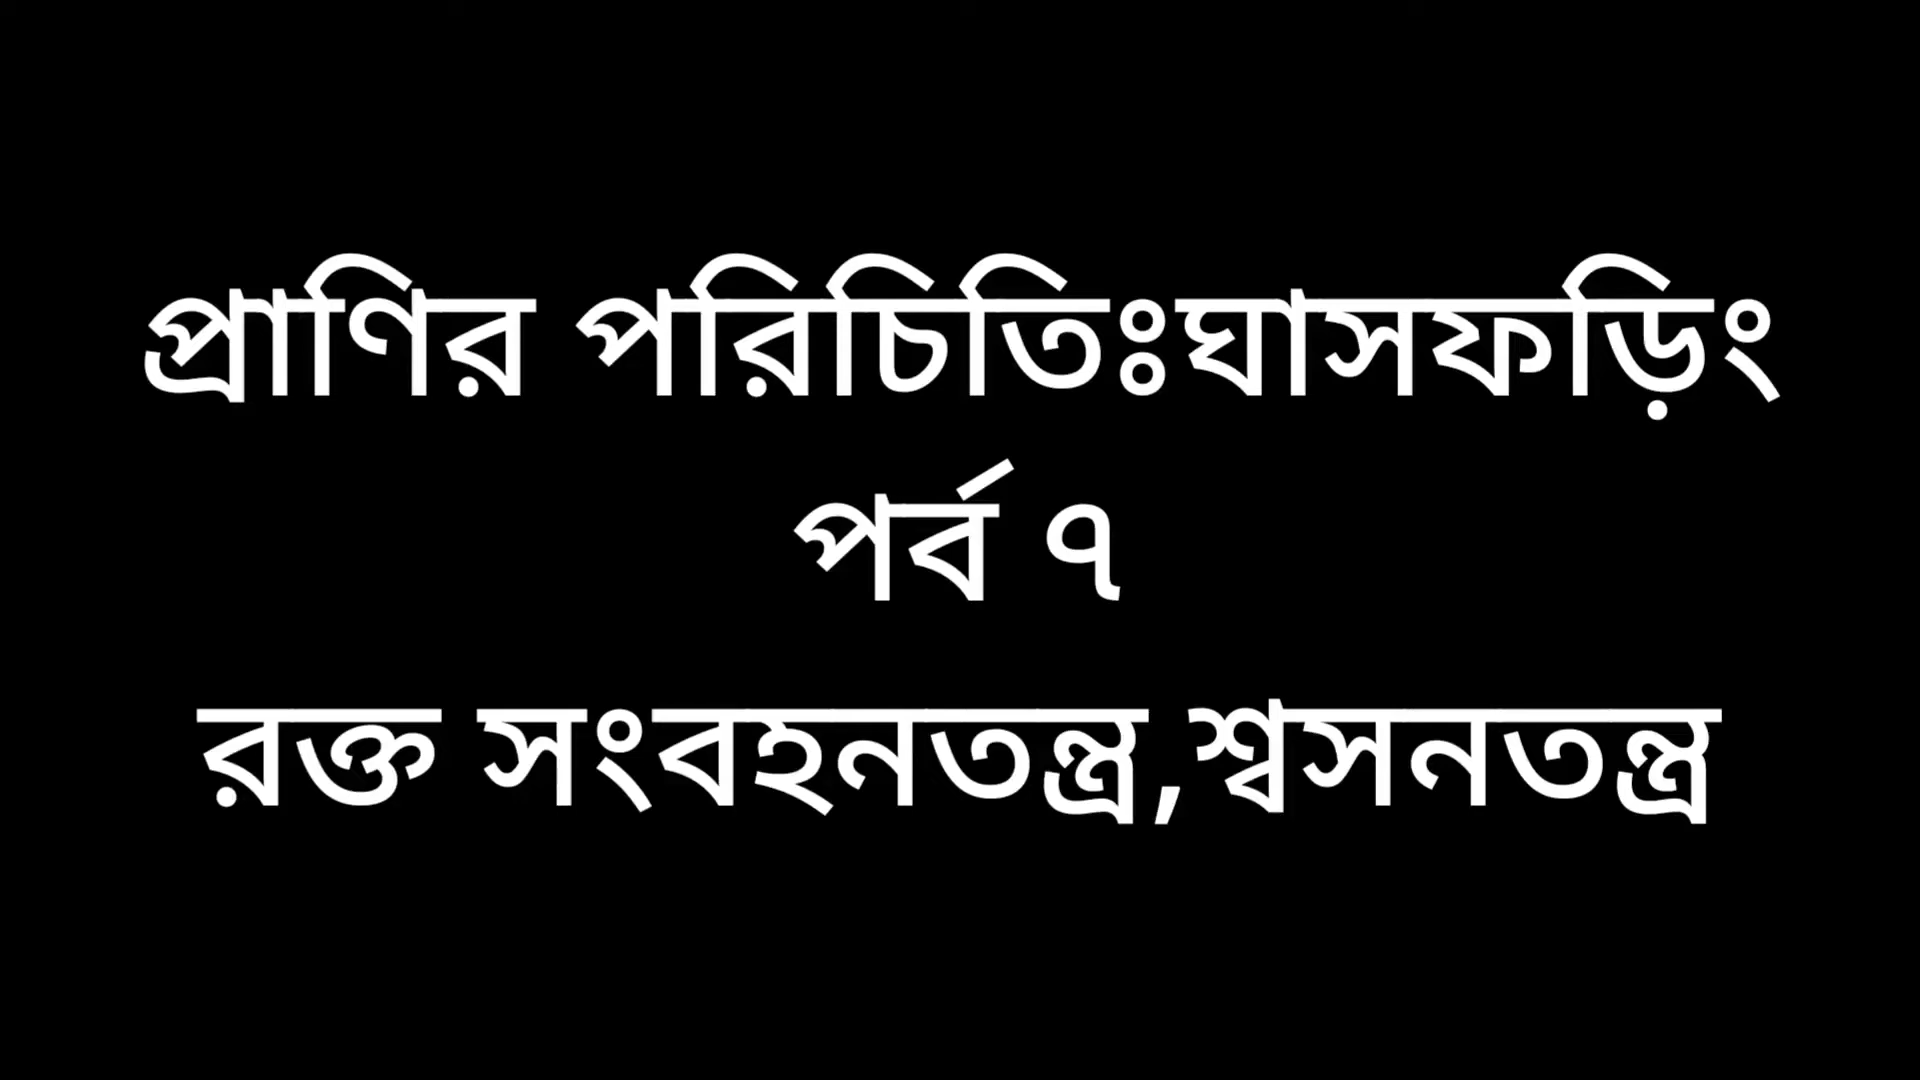 প্রাণির পরিচিতিঃঘাসফড়িং
পর্ব ৭
রক্ত সংবহনতন্ত্র,শ্বসনতন্ত্র